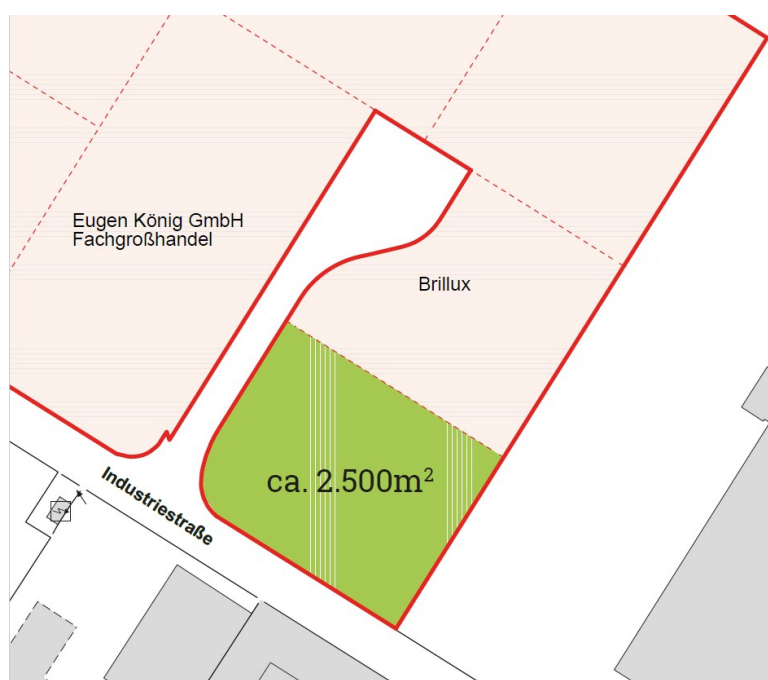 Eugen König GmbH
Fachgroßhandel
Brillux
ca. 2.500m²
Industriestraße